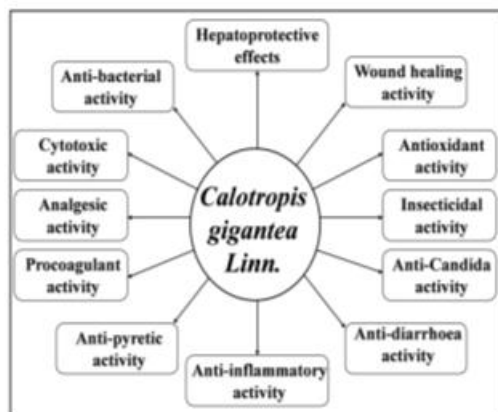 Hepatoprotective
effects
Anti-bacterial
activity
Wound healing
activity
Cytotoxic
activity
Antioxidant
activity
Analgesic
activity
Calotropis
gigantea
Linn.
Insecticidal
activity
Procoagulant
activity
Anti-Candida
activity
Anti-pyretic
activity
Anti-inflammatory
activity
Anti-diarrhoea
activity